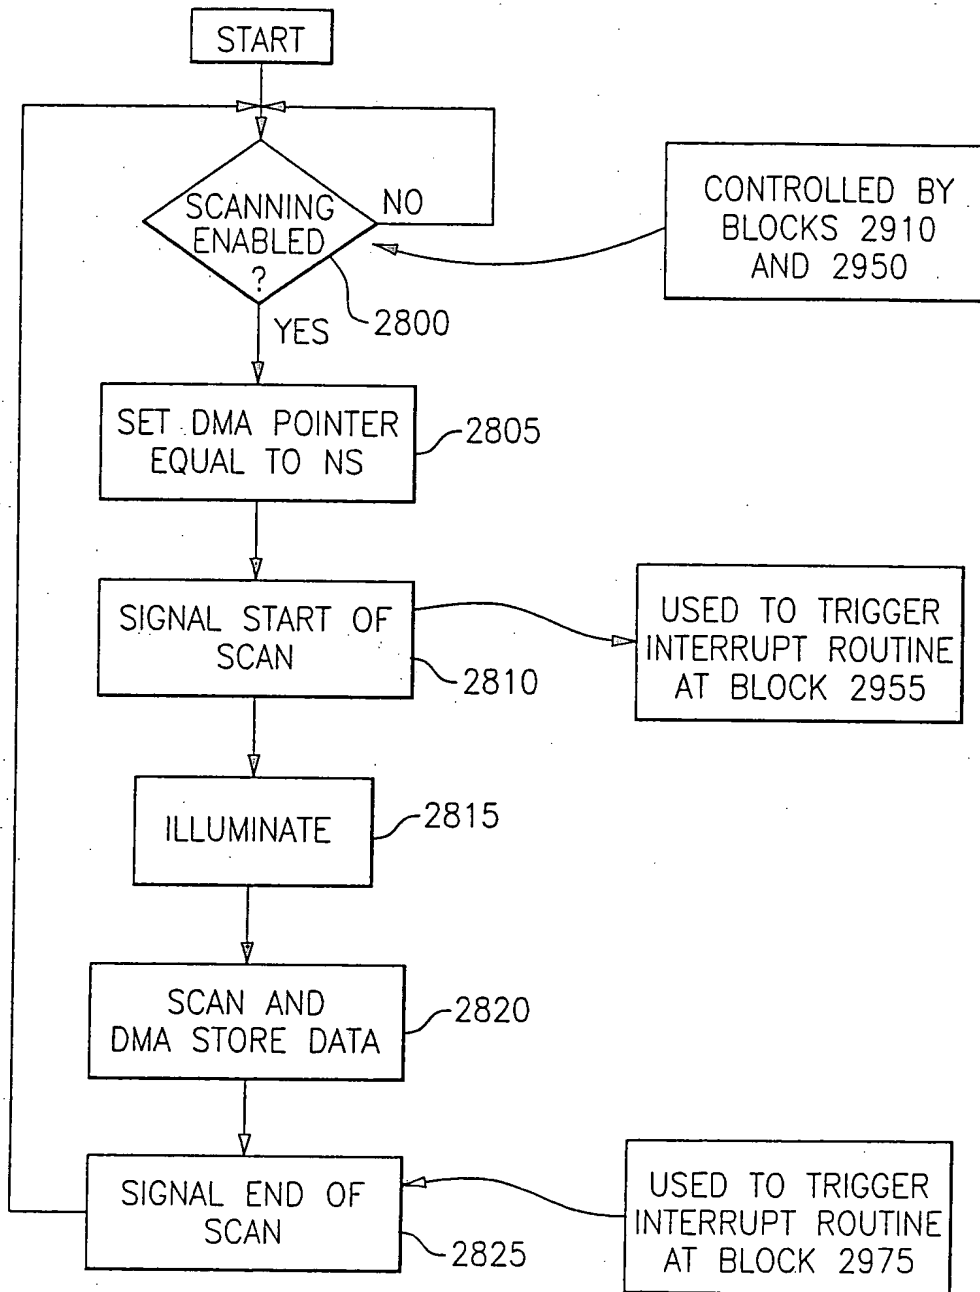 START
SCANNING
ENABLED
?
NO
YES
2800
CONTROLLED BY
BLOCKS 2910
AND 2950
SET DMA POINTER
EQUAL TO NS
2805
SIGNAL START OF
SCAN
2810
USED TO TRIGGER
INTERRUPT ROUTINE
AT BLOCK 2955
ILLUMINATE
2815
SCAN AND
DMA STORE DATA
2820
SIGNAL END OF
SCAN
2825
USED TO TRIGGER
INTERRUPT ROUTINE
AT BLOCK 2975